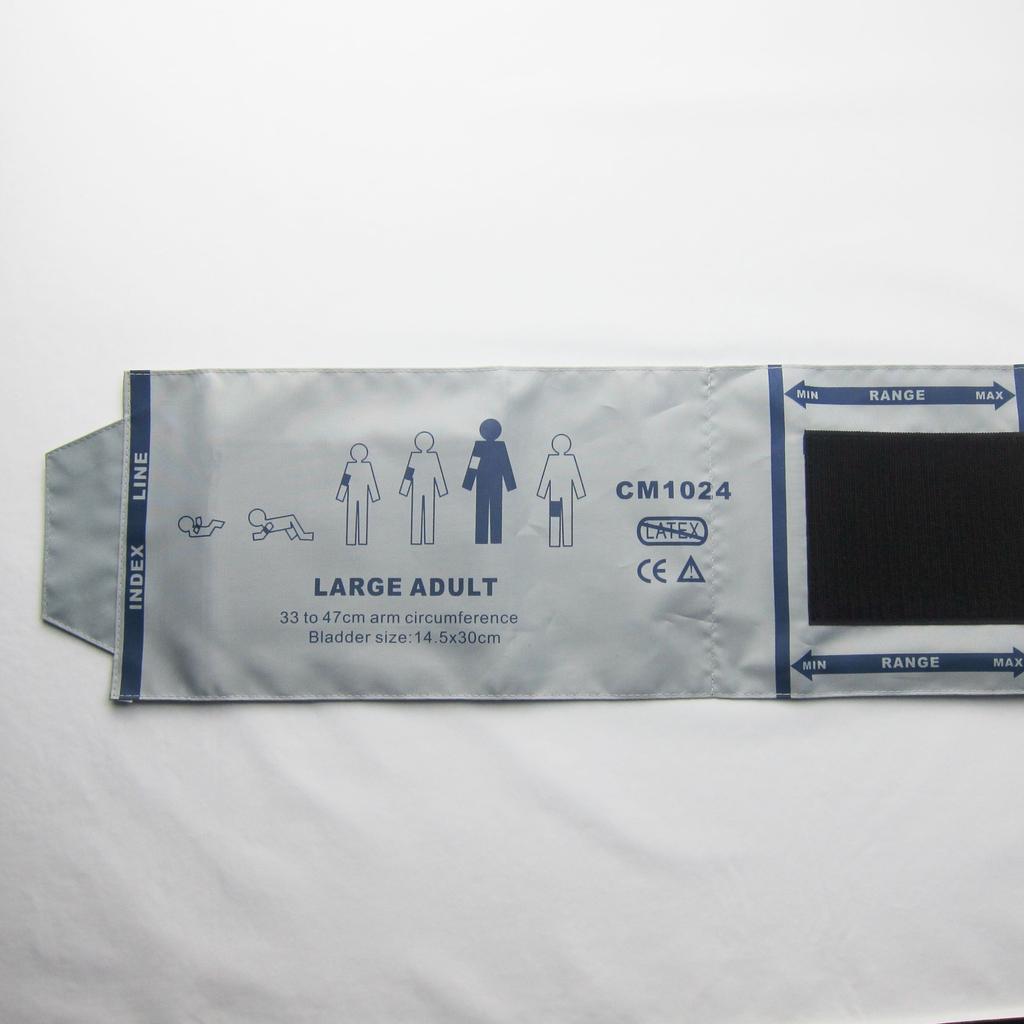 INDEX LINE
LARGE ADULT
33 to 47cm arm circumference
Bladder size:14.5x30cm
CM1024
LATEX
CE
MIN RANGE MAX
MIN RANGE MAX